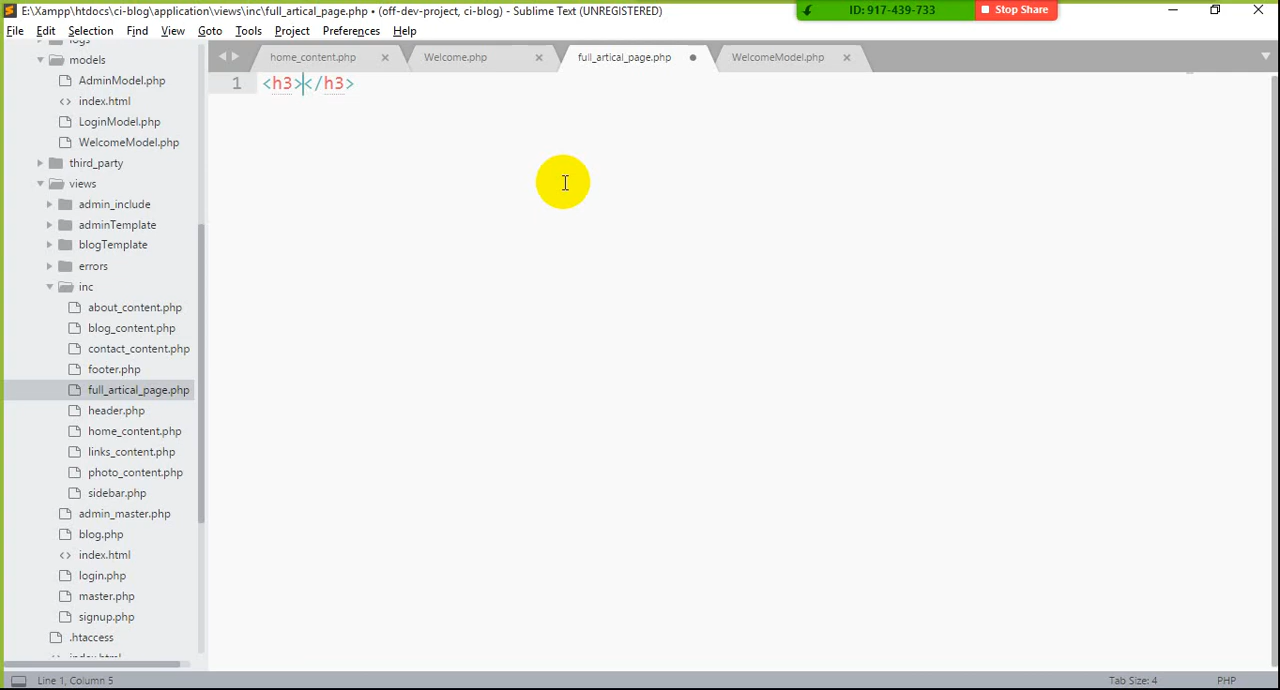 E:\Xampp\htdocs\ci-blog\application\views\inc\full_artical_page.php • (off-dev-project, ci-blog) - Sublime Text (UNREGISTERED)
ID: 917-439-733
Stop Share
File Edit Selection Find View Goto Tools Project Preferences Help
logs
models
AdminModel.php
index.html
LoginModel.php
WelcomeModel.php
third_party
views
admin_include
adminTemplate
blogTemplate
errors
inc
about_content.php
blog_content.php
contact_content.php
footer.php
full_artical_page.php
header.php
home_content.php
links_content.php
photo_content.php
sidebar.php
admin_master.php
blog.php
index.html
login.php
master.php
signup.php
.htaccess
index.html
home_content.php
Welcome.php
full_artical_page.php
WelcomeModel.php
1 <h3></h3>
Line 1, Column 5
Tab Size: 4
PHP